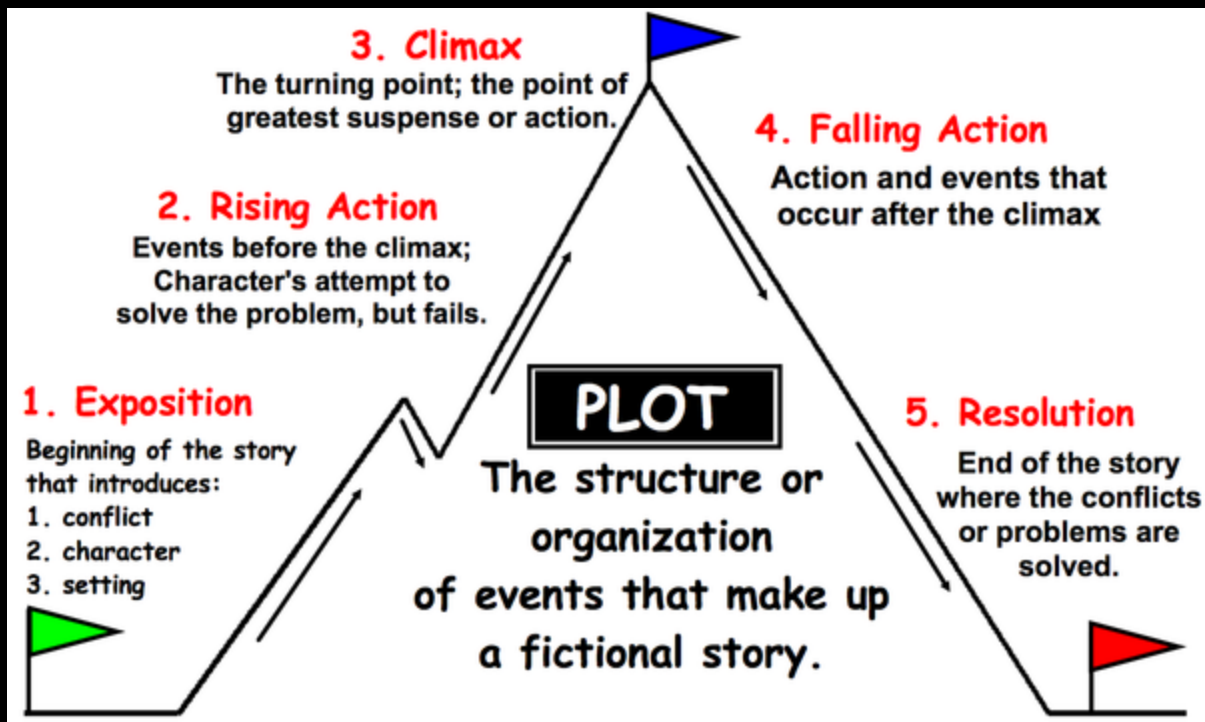 3. Climax
The turning point; the point of
greatest suspense or action.
4. Falling Action
Action and events that
occur after the climax
2. Rising Action
Events before the climax;
Character's attempt to
solve the problem, but fails.
1. Exposition
Beginning of the story
that introduces:
1. conflict
2. character
3. setting
PLOT
The structure or
organization
of events that make up
a fictional story.
5. Resolution
End of the story
where the conflicts
or problems are
solved.